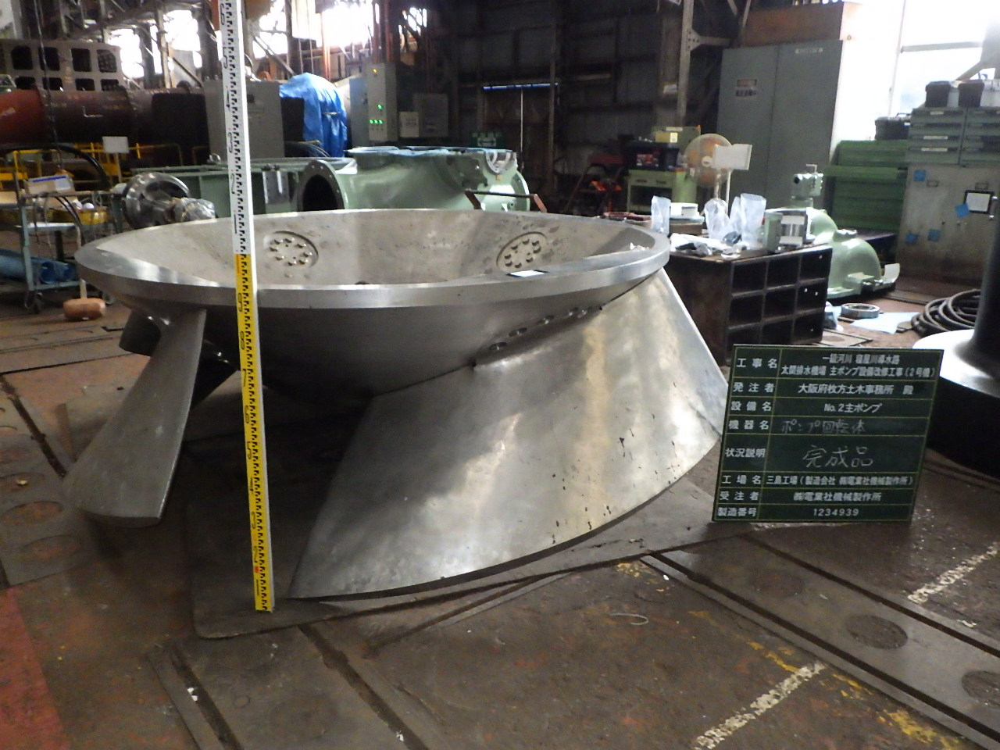 工事名 一級河川 寝屋川導水路
太間排水機場 主ポンプ設備改修工事(2号機)
発注者 大阪府枚方土木事務所 殿
設備名 No.2主ポンプ
機器名 ポンプ回転体
状況説明 完成品
工場名 三島工場(製造会社 ㈱電業社機械製作所)
受注者 ㈱電業社機械製作所
製造番号 1234939